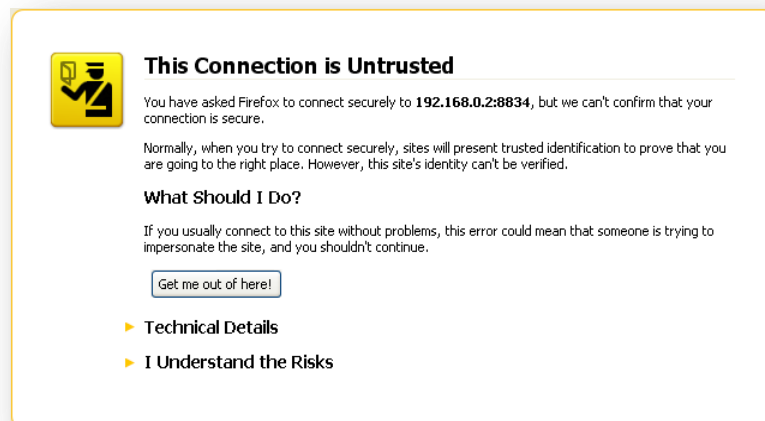 This Connection is Untrusted
You have asked Firefox to connect securely to 192.168.0.2:8834, but we can't confirm that your
connection is secure.
Normally, when you try to connect securely, sites will present trusted identification to prove that you
are going to the right place. However, this site's identity can't be verified.
What Should I Do?
If you usually connect to this site without problems, this error could mean that someone is trying to
impersonate the site, and you shouldn't continue.
Get me out of here!
Technical Details
I Understand the Risks